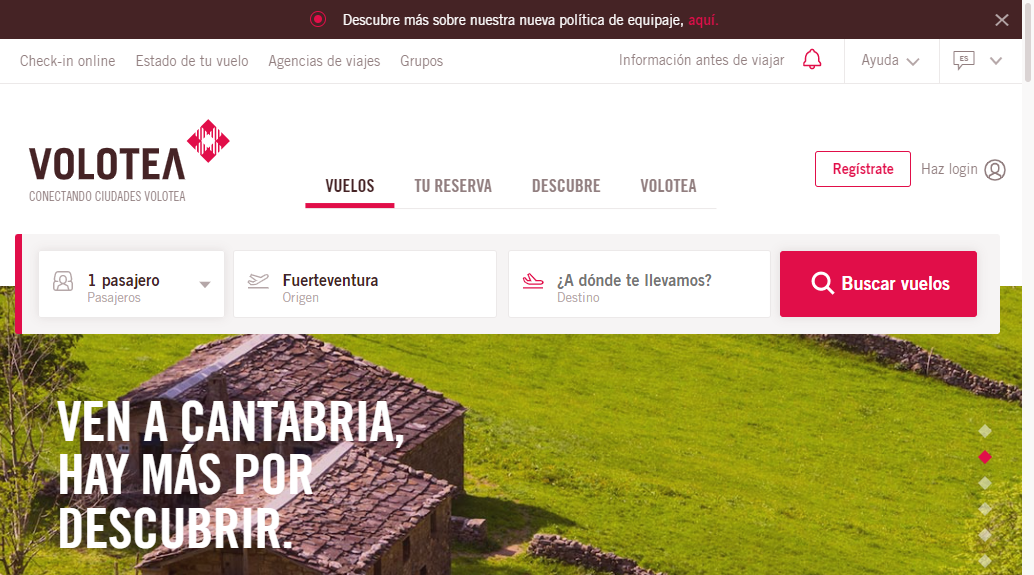 Descubre más sobre nuestra nueva política de equipaje, aquí.
Check-in online Estado de tu vuelo Agencias de viajes Grupos Información antes de viajar Ayuda ES
VOLOTEA
CONECTANDO CIUDADES VOLOTEA
VUELOS TU RESERVA DESCUBRE VOLOTEA
Regístrate Haz login
1 pasajero
Pasajeros
Fuerteventura
Origen
¿A dónde te llevamos?
Destino
Buscar vuelos
VEN A CANTABRIA,
HAY MÁS POR
DESCUBRIR.